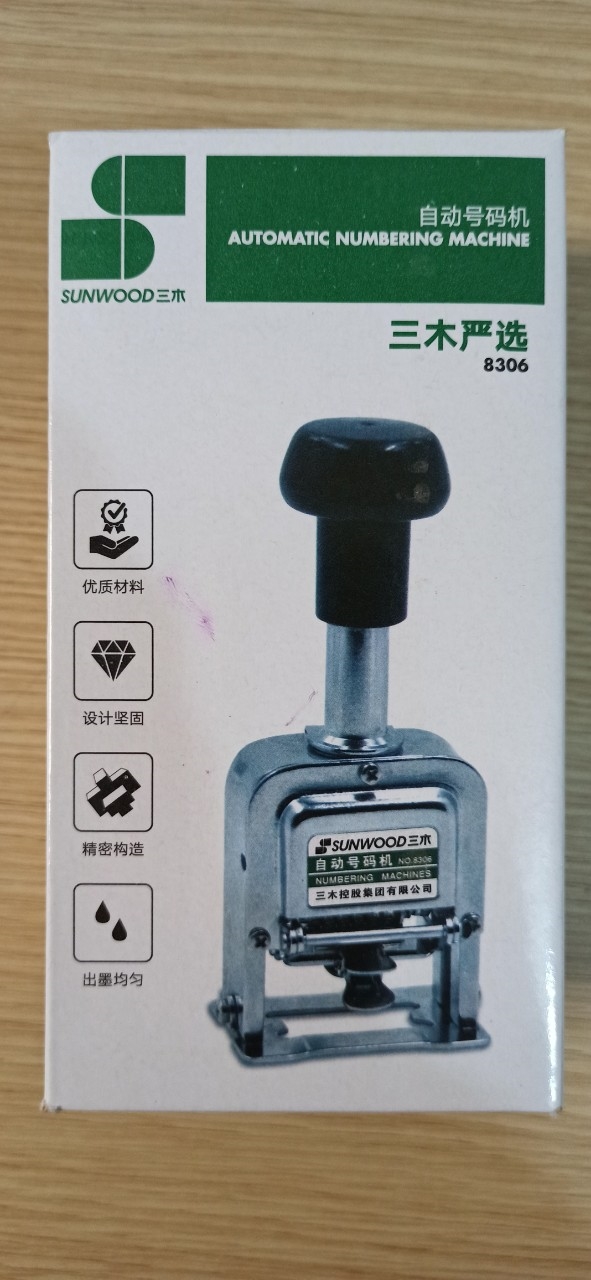 自动号码机
AUTOMATIC NUMBERING MACHINE
SUNWOOD三木
三木严选
8306
优质材料
设计坚固
精密构造
出墨均匀
SUNWOOD三木
自动号码机 NO.8306
NUMBERING MACHINES
三木控股集团有限公司